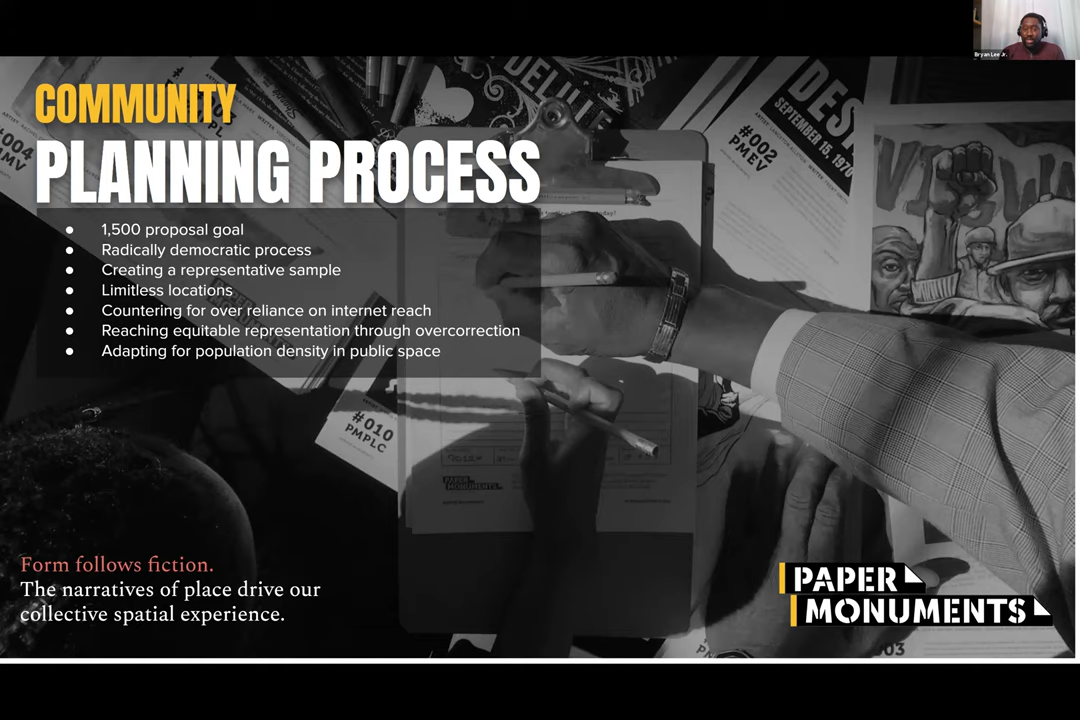 Bryan Lee Jr.
COMMUNITY
PLANNING PROCESS
● 1,500 proposal goal
● Radically democratic process
● Creating a representative sample
● Limitless locations
● Countering for over reliance on internet reach
● Reaching equitable representation through overcorrection
● Adapting for population density in public space
DESI
SEPTEMBER 15, 1970
#002
PMEV
#004
#010
PMPLC
Form follows fiction.
The narratives of place drive our
collective spatial experience.
PAPER
MONUMENTS